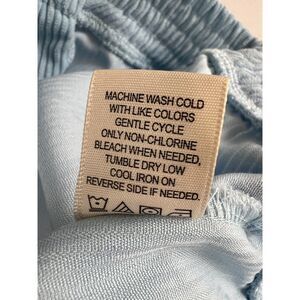 MACHINE WASH COLD
WITH LIKE COLORS
GENTLE CYCLE
ONLY NON-CHLORINE
BLEACH WHEN NEEDED,
TUMBLE DRY LOW
COOL IRON ON
REVERSE SIDE IF NEEDED.